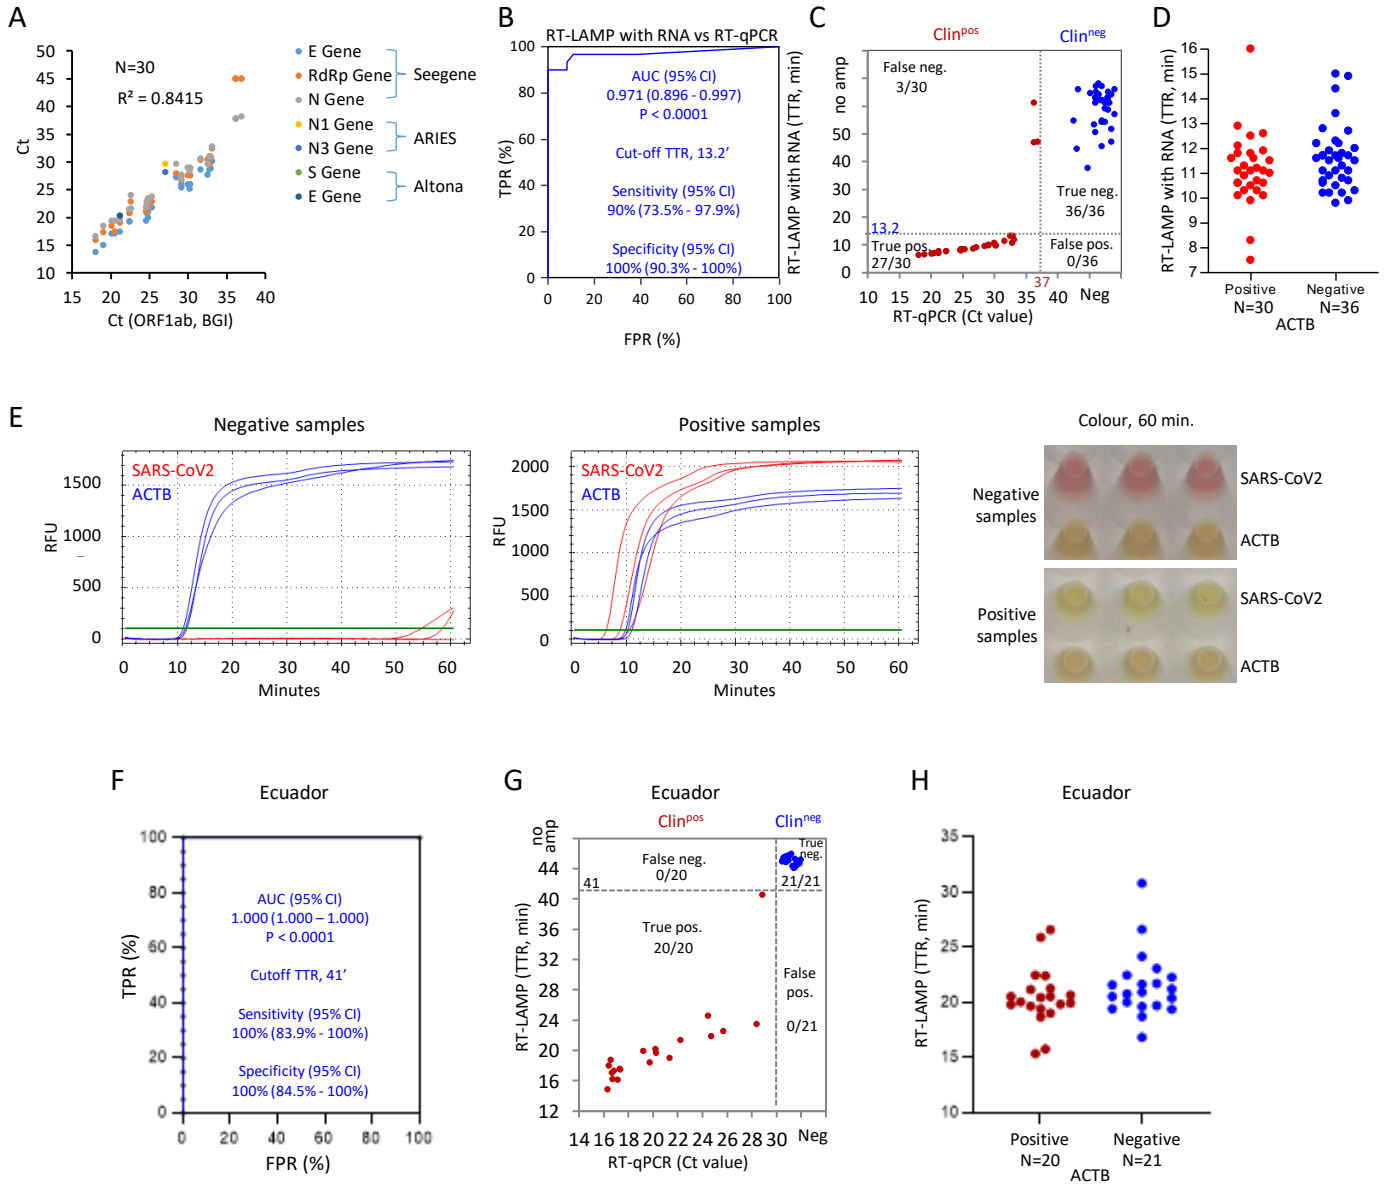 A
N=30
R² = 0.8415
Ct
50
45
40
35
30
25
20
15
10
15 20 25 30 35 40
Ct (ORF1ab, BGI)
E Gene
RdRp Gene
N Gene
Seegene
N1 Gene
N3 Gene
ARIES
S Gene
E Gene
Altona
B
RT-LAMP with RNA vs RT-qPCR
TPR (%)
100
80
60
40
20
0
AUC (95% CI)
0.971 (0.896 - 0.997)
P < 0.0001
Cut-off TTR, 13.2’
Sensitivity (95% CI)
90% (73.5% - 97.9%)
Specificity (95% CI)
100% (90.3% - 100%)
0 20 40 60 80 100
FPR (%)
C
Clinpos
Clinneg
RT-LAMP with RNA (TTR, min)
no amp
50
40
30
20
10
0
False neg.
3/30
True neg.
36/36
13.2
True pos.
27/30
False pos.
0/36
37
10 15 20 25 30 35 Neg
RT-qPCR (Ct value)
D
RT-LAMP with RNA (TTR, min)
16
15
14
13
12
11
10
9
8
7
Positive Negative
N=30 N=36
ACTB
E
Negative samples
SARS-CoV2
ACTB
RFU
1500
1000
500
0
0 10 20 30 40 50 60
Minutes
Positive samples
SARS-CoV2
ACTB
RFU
2000
1500
1000
500
0
0 10 20 30 40 50 60
Minutes
Colour, 60 min.
Negative
samples
SARS-CoV2
ACTB
Positive
samples
SARS-CoV2
ACTB
F
Ecuador
TPR (%)
100
80
60
40
20
0
AUC (95% CI)
1.000 (1.000 – 1.000)
P < 0.0001
Cutoff TTR, 41’
Sensitivity (95% CI)
100% (83.9% - 100%)
Specificity (95% CI)
100% (84.5% - 100%)
0 20 40 60 80 100
FPR (%)
G
Ecuador
Clinpos
Clinneg
RT-LAMP (TTR, min)
no
amp
44
40
36
32
28
24
20
16
12
False neg.
0/20
True
neg.
21/21
41
True pos.
20/20
False
pos.
0/21
14 16 18 20 22 24 26 28 30 Neg
RT-qPCR (Ct value)
H
Ecuador
RT-LAMP (TTR, min)
35
30
25
20
15
10
Positive Negative
N=20 N=21
ACTB